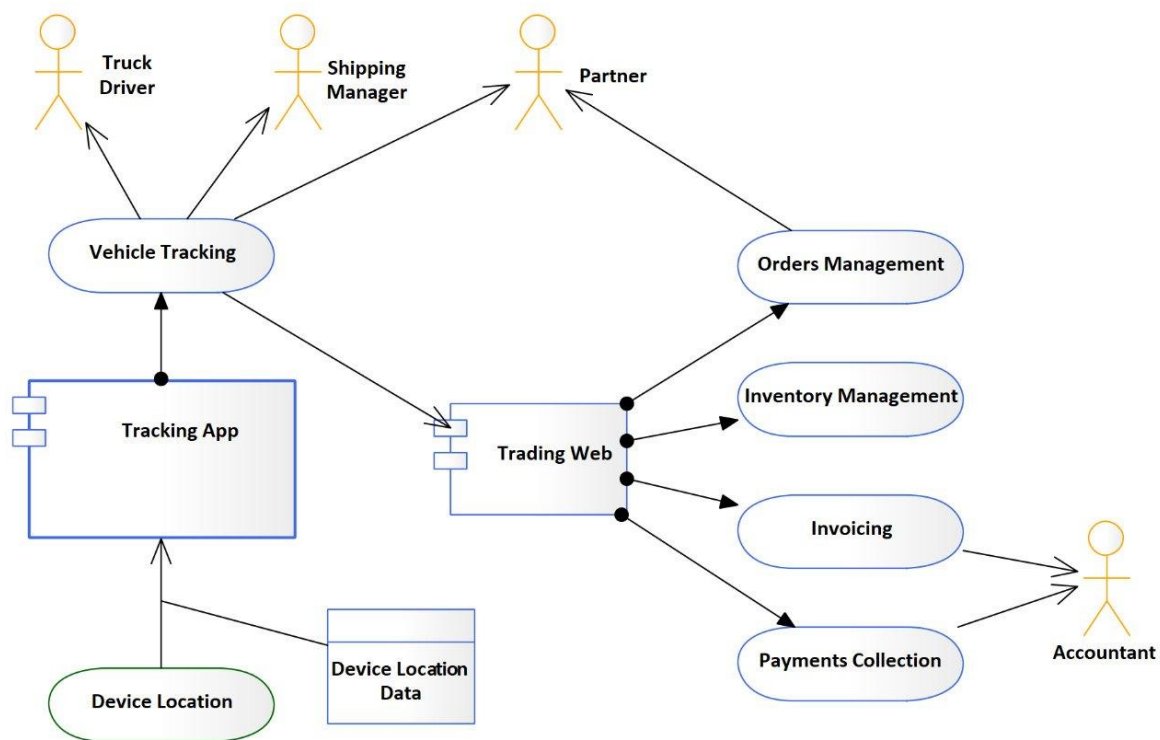 Truck
Driver
Shipping
Manager
Partner
Vehicle Tracking
Orders Management
Tracking App
Trading Web
Inventory Management
Invoicing
Device Location
Device Location
Data
Payments Collection
Accountant